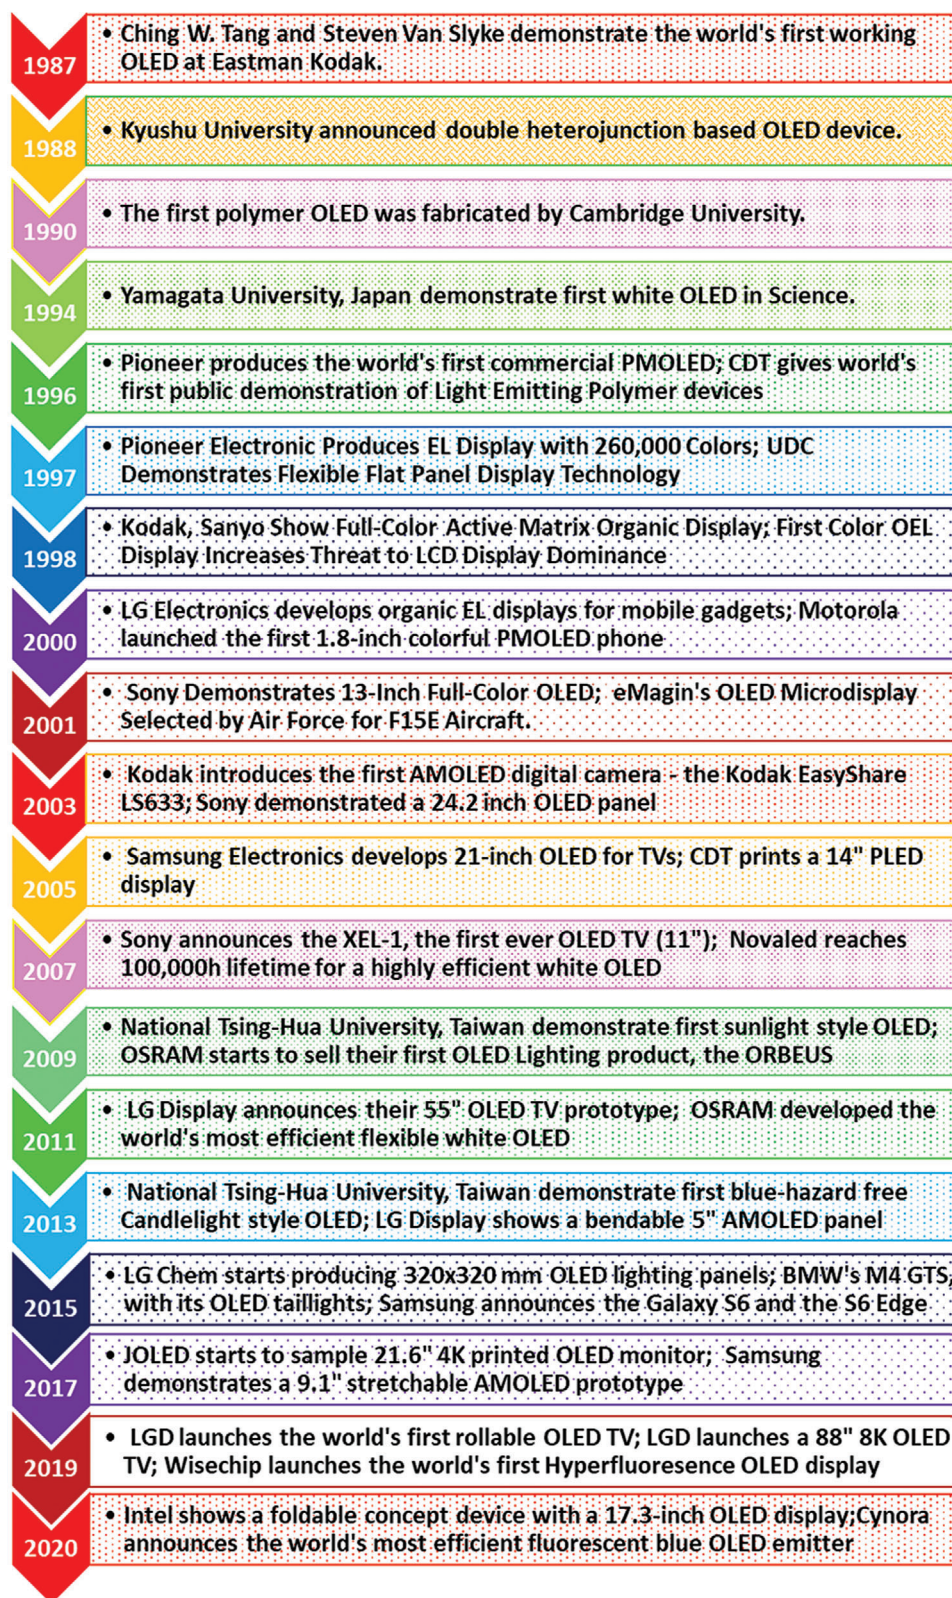 1987
• Ching W. Tang and Steven Van Slyke demonstrate the world's first working
OLED at Eastman Kodak.
1988
• Kyushu University announced double heterojunction based OLED device.
1990
• The first polymer OLED was fabricated by Cambridge University.
1994
• Yamagata University, Japan demonstrate first white OLED in Science.
1996
• Pioneer produces the world's first commercial PMOLED; CDT gives world's
first public demonstration of Light Emitting Polymer devices
1997
• Pioneer Electronic Produces EL Display with 260,000 Colors; UDC
Demonstrates Flexible Flat Panel Display Technology
1998
• Kodak, Sanyo Show Full-Color Active Matrix Organic Display; First Color OEL
Display Increases Threat to LCD Display Dominance
2000
• LG Electronics develops organic EL displays for mobile gadgets; Motorola
launched the first 1.8-inch colorful PMOLED phone
2001
• Sony Demonstrates 13-Inch Full-Color OLED; eMagin's OLED Microdisplay
Selected by Air Force for F15E Aircraft.
2003
• Kodak introduces the first AMOLED digital camera - the Kodak EasyShare
LS633; Sony demonstrated a 24.2 inch OLED panel
2005
• Samsung Electronics develops 21-inch OLED for TVs; CDT prints a 14" PLED
display
2007
• Sony announces the XEL-1, the first ever OLED TV (11"); Novaled reaches
100,000h lifetime for a highly efficient white OLED
2009
• National Tsing-Hua University, Taiwan demonstrate first sunlight style OLED;
OSRAM starts to sell their first OLED Lighting product, the ORBEUS
2011
• LG Display announces their 55" OLED TV prototype; OSRAM developed the
world's most efficient flexible white OLED
2013
• National Tsing-Hua University, Taiwan demonstrate first blue-hazard free
Candlelight style OLED; LG Display shows a bendable 5" AMOLED panel
2015
• LG Chem starts producing 320x320 mm OLED lighting panels; BMW's M4 GTS,
with its OLED taillights; Samsung announces the Galaxy S6 and the S6 Edge
2017
• JOLED starts to sample 21.6" 4K printed OLED monitor; Samsung
demonstrates a 9.1" stretchable AMOLED prototype
2019
• LGD launches the world's first rollable OLED TV; LGD launches a 88" 8K OLED
TV; Wisechip launches the world's first Hyperfluoresence OLED display
2020
• Intel shows a foldable concept device with a 17.3-inch OLED display;Cynora
announces the world's most efficient fluorescent blue OLED emitter